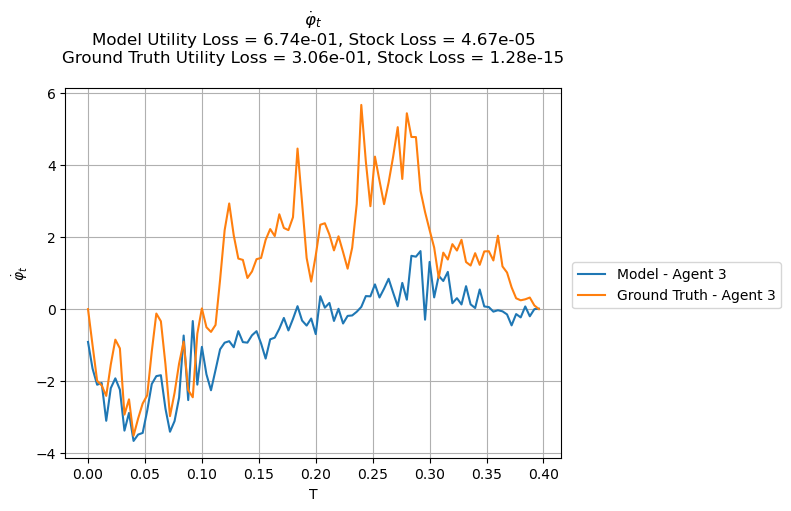 φ̇ₜ
Model Utility Loss = 6.74e-01, Stock Loss = 4.67e-05
Ground Truth Utility Loss = 3.06e-01, Stock Loss = 1.28e-15
6
4
2
0
−2
−4
φ̇ₜ
0.00 0.05 0.10 0.15 0.20 0.25 0.30 0.35 0.40
T
Model - Agent 3
Ground Truth - Agent 3